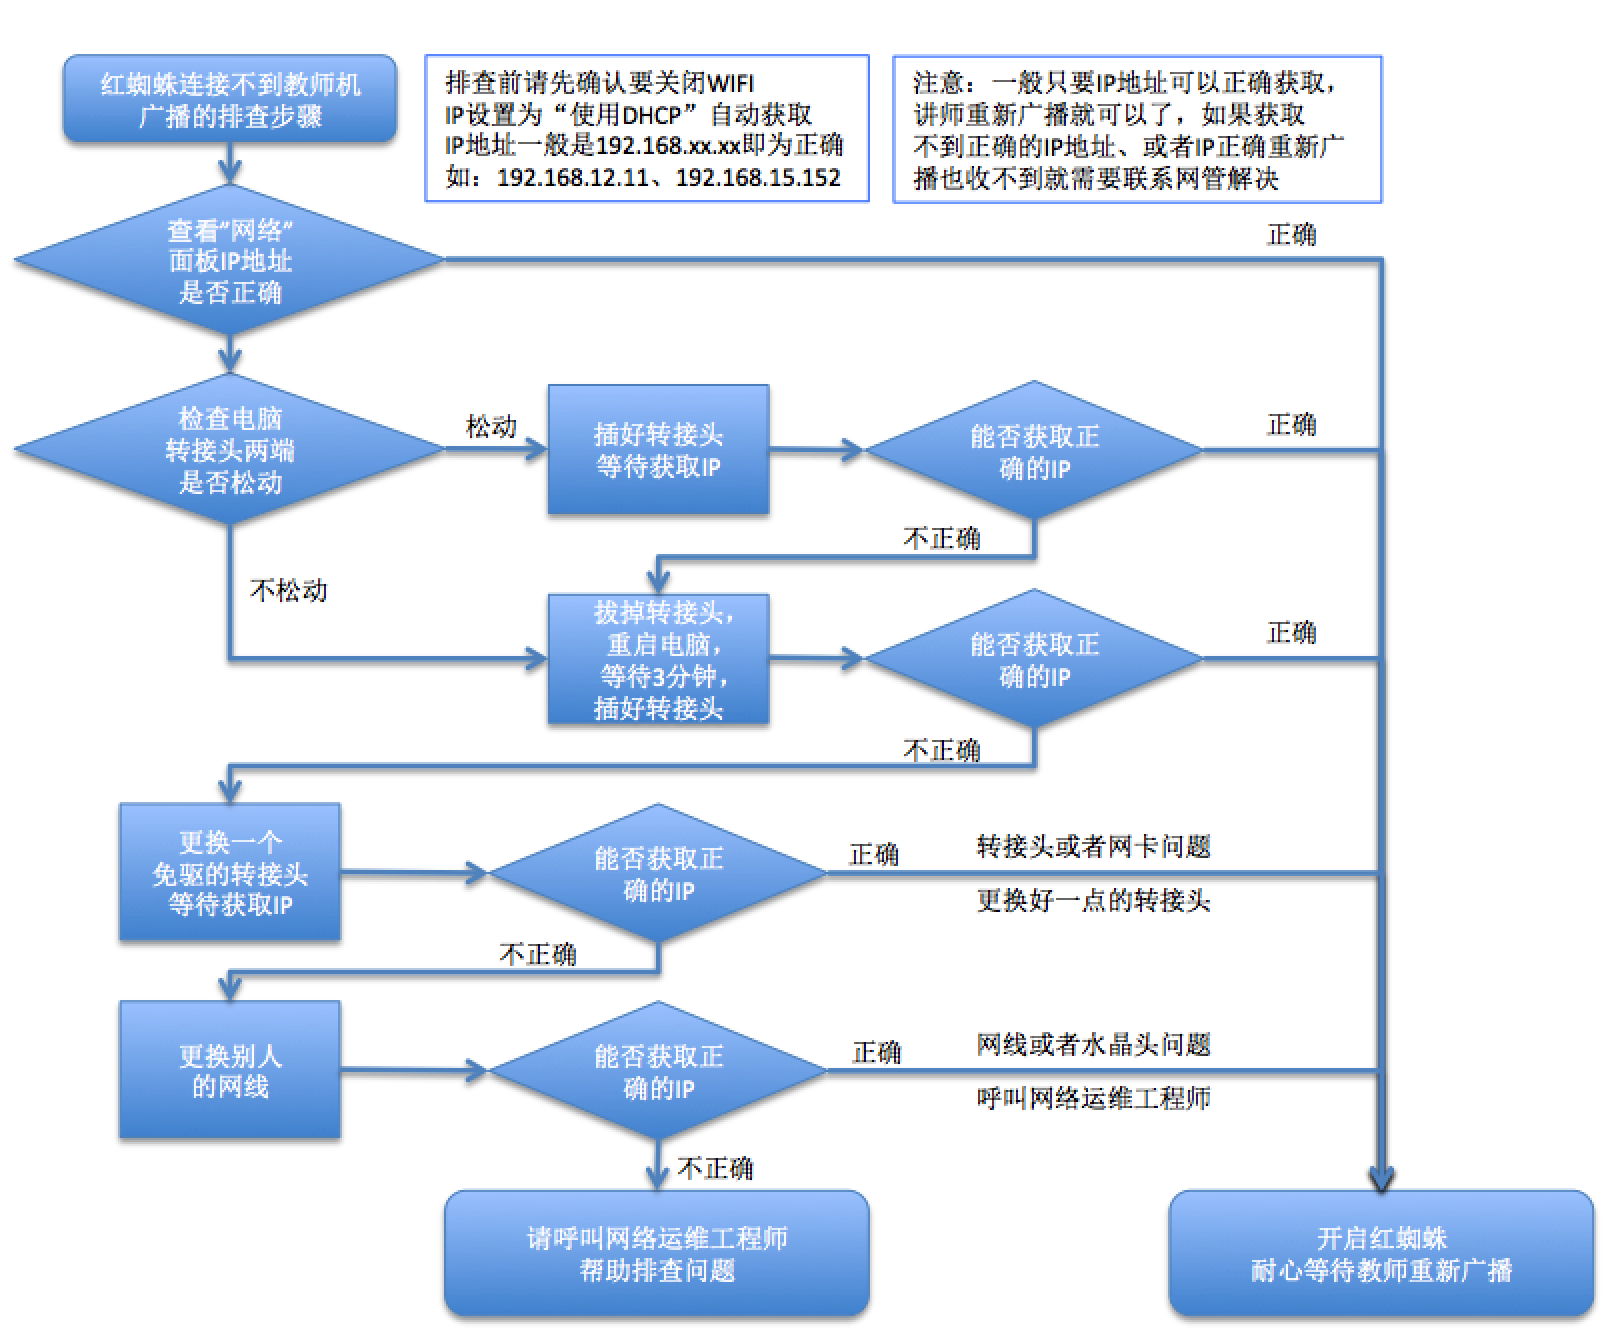 红蜘蛛连接不到教师机
广播的排查步骤
排查前请先确认要关闭WIFI
IP设置为“使用DHCP”自动获取
IP地址一般是192.168.xx.xx即为正确
如：192.168.12.11、192.168.15.152
注意：一般只要IP地址可以正确获取，
讲师重新广播就可以了，如果获取
不到正确的IP地址、或者IP正确重新广
播也收不到就需要联系网管解决
查看”网络”
面板IP地址
是否正确
正确
检查电脑
转接头两端
是否松动
松动
插好转接头
等待获取IP
能否获取正
确的IP
正确
不正确
不松动
拔掉转接头，
重启电脑，
等待3分钟，
插好转接头
能否获取正
确的IP
正确
不正确
更换一个
免驱的转接头
等待获取IP
能否获取正
确的IP
正确
转接头或者网卡问题
更换好一点的转接头
不正确
更换别人
的网线
能否获取正
确的IP
正确
网线或者水晶头问题
呼叫网络运维工程师
不正确
请呼叫网络运维工程师
帮助排查问题
开启红蜘蛛
耐心等待教师重新广播